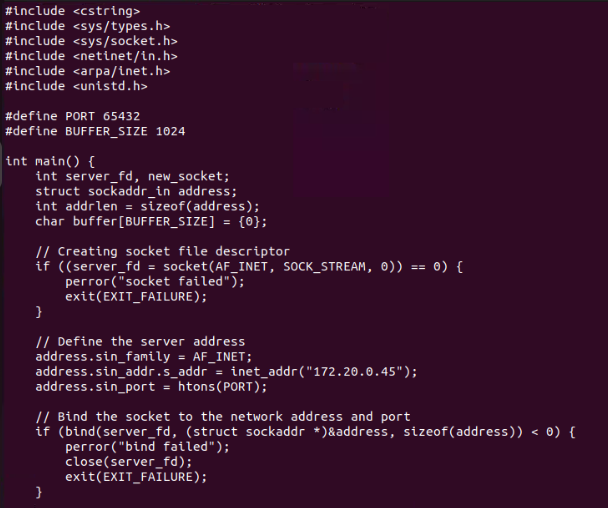 #include <cstring>
#include <sys/types.h>
#include <sys/socket.h>
#include <netinet/in.h>
#include <arpa/inet.h>
#include <unistd.h>

#define PORT 65432
#define BUFFER_SIZE 1024

int main() {
    int server_fd, new_socket;
    struct sockaddr_in address;
    int addrlen = sizeof(address);
    char buffer[BUFFER_SIZE] = {0};

    // Creating socket file descriptor
    if ((server_fd = socket(AF_INET, SOCK_STREAM, 0)) == 0) {
        perror("socket failed");
        exit(EXIT_FAILURE);
    }

    // Define the server address
    address.sin_family = AF_INET;
    address.sin_addr.s_addr = inet_addr("172.20.0.45");
    address.sin_port = htons(PORT);

    // Bind the socket to the network address and port
    if (bind(server_fd, (struct sockaddr *)&address, sizeof(address)) < 0) {
        perror("bind failed");
        close(server_fd);
        exit(EXIT_FAILURE);
    }